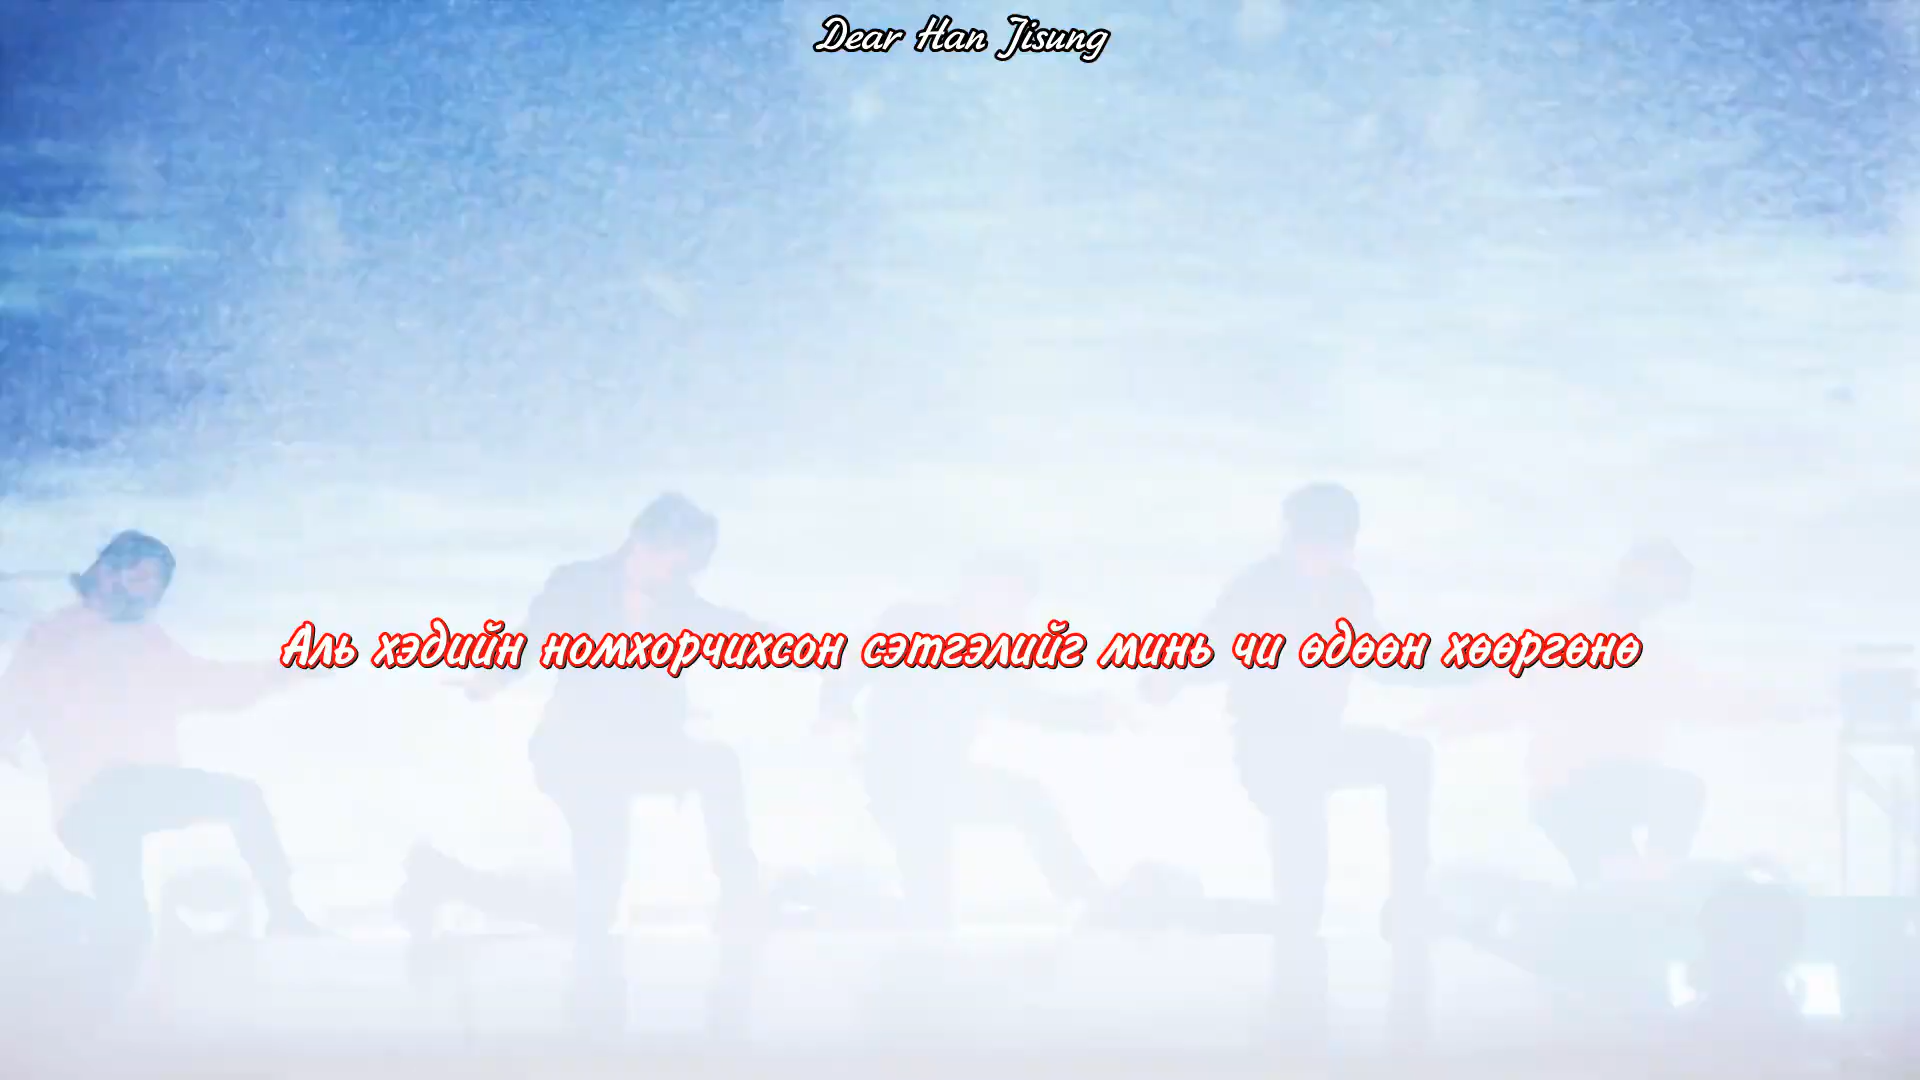 Dear Han Jisung
Аль хэдийн номхорчихсон сэтгэлийг минь чи өдөөн хөөргөнө